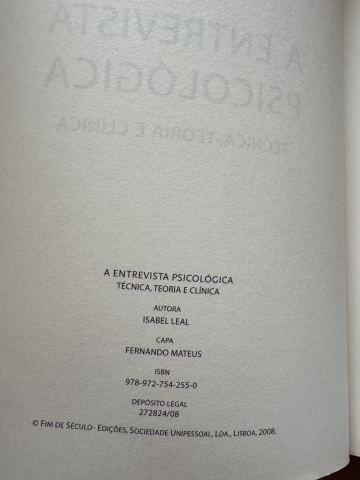 A ENTREVISTA
PSICOLÓGICA
TÉCNICA, TEORIA E CLÍNICA
A ENTREVISTA PSICOLÓGICA
TÉCNICA, TEORIA E CLÍNICA
AUTORA
ISABEL LEAL
CAPA
FERNANDO MATEUS
ISBN
978-972-754-255-0
DEPÓSITO LEGAL
272824/08
© FIM DE SÉCULO- EDIÇÕES, SOCIEDADE UNIPESSOAL, LDA., LISBOA, 2008.